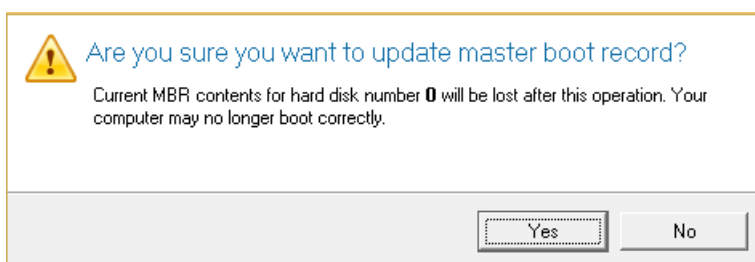 Are you sure you want to update master boot record?
Current MBR contents for hard disk number 0 will be lost after this operation. Your
computer may no longer boot correctly.
Yes
No